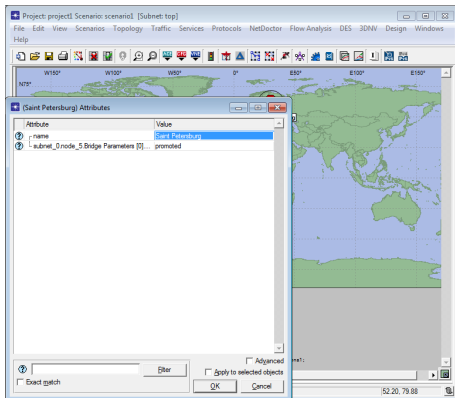 Project: project1 Scenario: scenario1 [Subnet: top]
File Edit View Scenarios Topology Traffic Services Protocols NetDoctor Flow Analysis DES 3DNV Design Windows
Help
W150° W100° W50° 0° E50° E100° E150°
N75°
(Saint Petersburg) Attributes
Attribute Value
name Saint Petersburg
subnet_0.node_5.Bridge Parameters [0].... promoted
Advanced
Filter
Apply to selected objects
Exact match
OK Cancel
52.20, 79.88